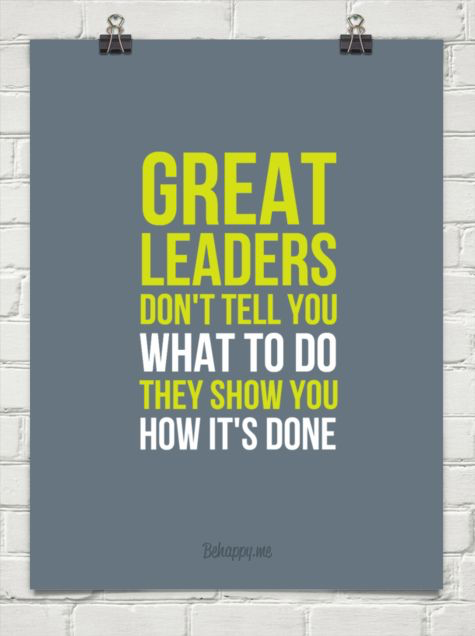 GREAT
LEADERS
DON'T TELL YOU
WHAT TO DO
THEY SHOW YOU
HOW IT'S DONE
Behappy.me